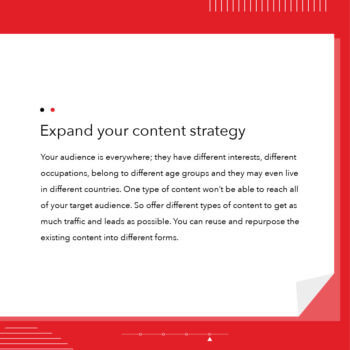 Expand your content strategy
Your audience is everywhere; they have different interests, different
occupations, belong to different age groups and they may even live
in different countries. One type of content won't be able to reach all
of your target audience. So offer different types of content to get as
much traffic and leads as possible. You can reuse and repurpose the
existing content into different forms.